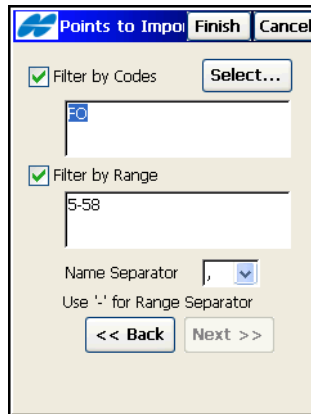 Points to Impor Finish Cancel
Filter by Codes Select...
FO
Filter by Range
5-58
Name Separator ,
Use '-' for Range Separator
<< Back Next >>